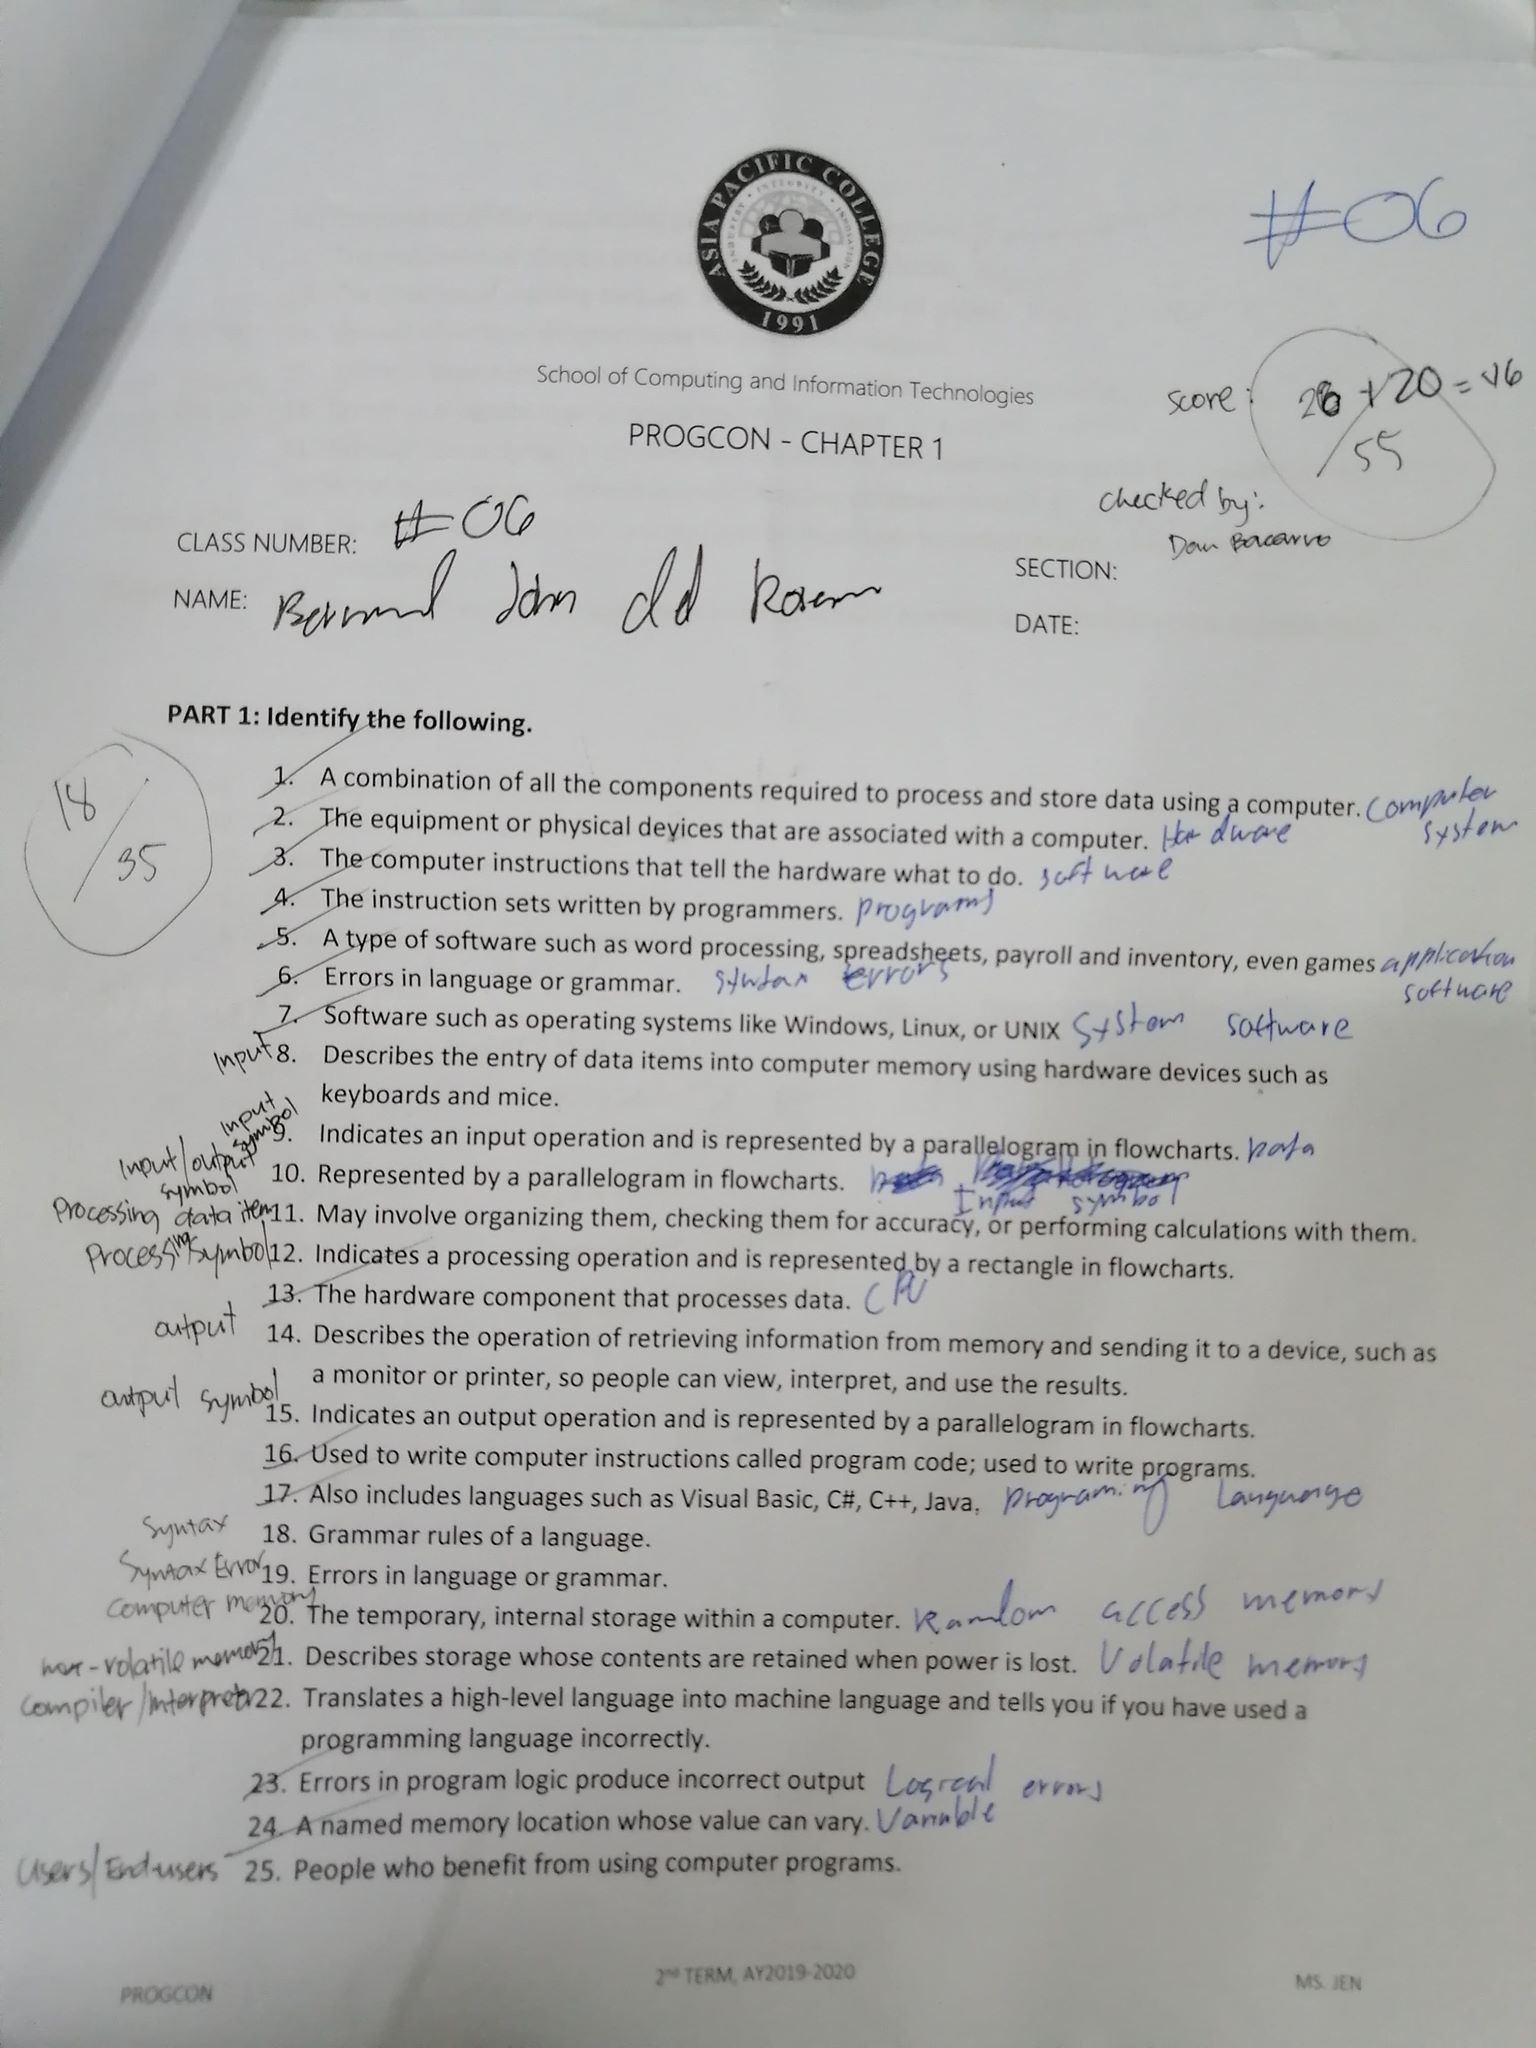 ASIA PACIFIC COLLEGE
INDUSTRY • INTEGRITY • INNOVATION
1991
#06
School of Computing and Information Technologies
PROGCON - CHAPTER 1
score: 26 + 20 = 46
55
checked by:
Dan
CLASS NUMBER: #06
NAME: John dd
SECTION:
DATE:
18/35
PART 1: Identify the following.
1. A combination of all the components required to process and store data using a computer. Computer system
2. The equipment or physical devices that are associated with a computer. Hardware
3. The computer instructions that tell the hardware what to do. software
4. The instruction sets written by programmers. programs
5. A type of software such as word processing, spreadsheets, payroll and inventory, even games application software
6. Errors in language or grammar. syntax errors
7. Software such as operating systems like Windows, Linux, or UNIX system software
Input 8. Describes the entry of data items into computer memory using hardware devices such as
keyboards and mice.
Input symbol 9. Indicates an input operation and is represented by a parallelogram in flowcharts. Data
Input/output symbol 10. Represented by a parallelogram in flowcharts. Input symbol
Processing data item 11. May involve organizing them, checking them for accuracy, or performing calculations with them.
Processing symbol 12. Indicates a processing operation and is represented by a rectangle in flowcharts.
13. The hardware component that processes data. CPU
output 14. Describes the operation of retrieving information from memory and sending it to a device, such as
a monitor or printer, so people can view, interpret, and use the results.
output symbol 15. Indicates an output operation and is represented by a parallelogram in flowcharts.
16. Used to write computer instructions called program code; used to write programs.
17. Also includes languages such as Visual Basic, C#, C++, Java. programing language
Syntax 18. Grammar rules of a language.
Syntax Error 19. Errors in language or grammar.
Computer memory 20. The temporary, internal storage within a computer. Random access memory
non-volatile memory 21. Describes storage whose contents are retained when power is lost. Volatile memory
Compiler/Interpreter 22. Translates a high-level language into machine language and tells you if you have used a
programming language incorrectly.
23. Errors in program logic produce incorrect output Logical errors
24. A named memory location whose value can vary. Variable
Users/End-users 25. People who benefit from using computer programs.
PROGCON
2ND TERM, AY2019-2020
MS. JEN